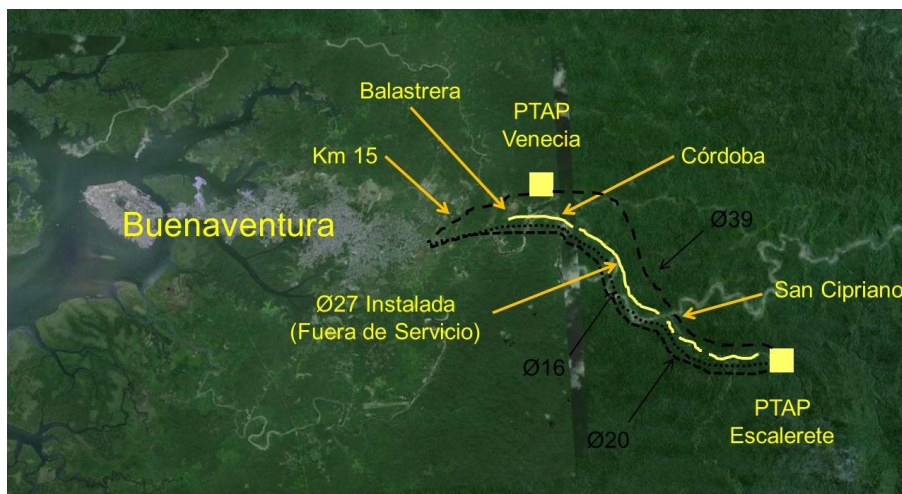 Balastrera
PTAP
Venecia
Km 15
Córdoba
Buenaventura
Ø39
Ø27 Instalada
(Fuera de Servicio)
San Cipriano
Ø16
Ø20
PTAP
Escalerete